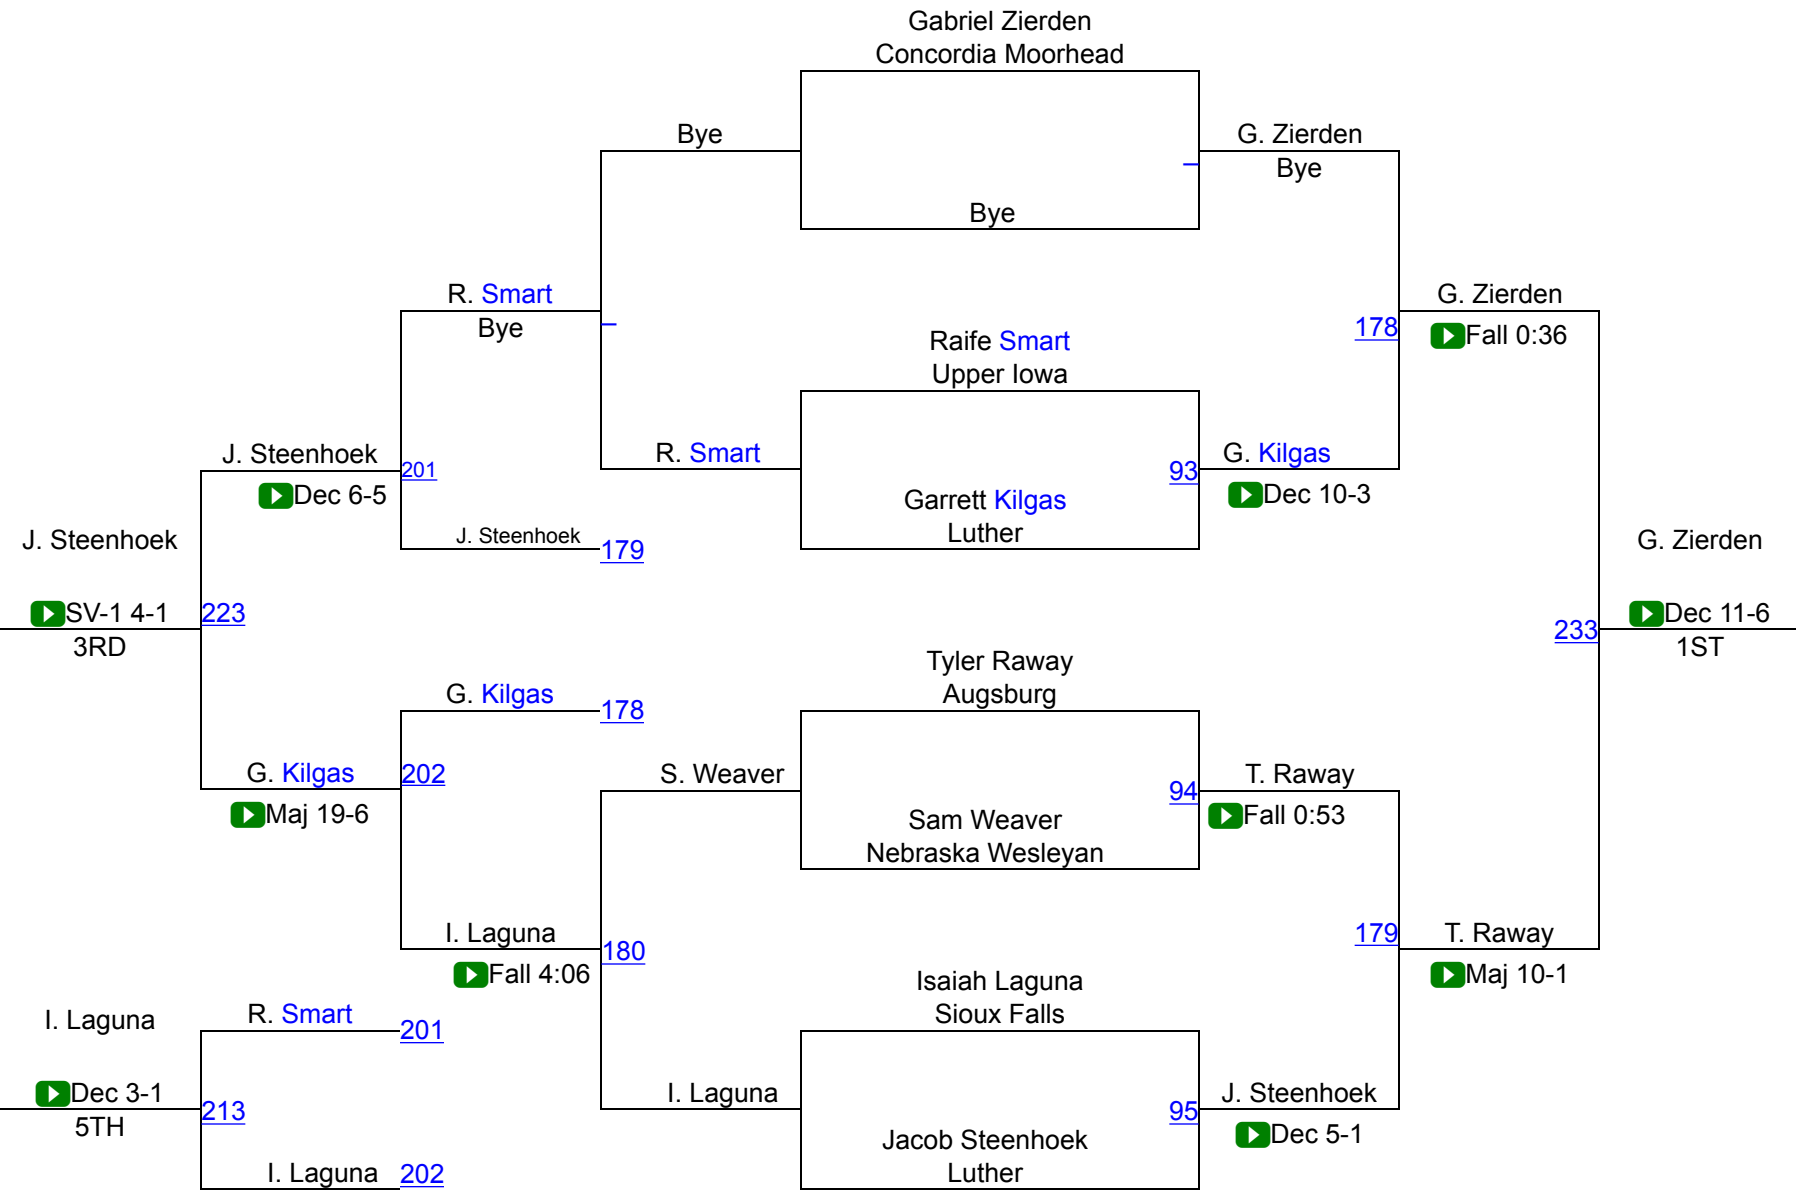 Gabriel Zierden
Concordia Moorhead
Bye
G. Zierden
Bye
Bye
R. Smart
Bye
G. Zierden
178
Fall 0:36
Raife Smart
Upper Iowa
J. Steenhoek
201
Dec 6-5
R. Smart
93
G. Kilgas
Dec 10-3
Garrett Kilgas
Luther
J. Steenhoek
179
J. Steenhoek
G. Zierden
SV-1 4-1
223
3RD
233
Dec 11-6
1ST
Tyler Raway
Augsburg
G. Kilgas
178
G. Kilgas
202
Maj 19-6
S. Weaver
94
T. Raway
Fall 0:53
Sam Weaver
Nebraska Wesleyan
I. Laguna
180
Fall 4:06
179
T. Raway
Maj 10-1
Isaiah Laguna
Sioux Falls
I. Laguna
R. Smart
201
Dec 3-1
213
5TH
I. Laguna
95
J. Steenhoek
Dec 5-1
Jacob Steenhoek
Luther
I. Laguna
202